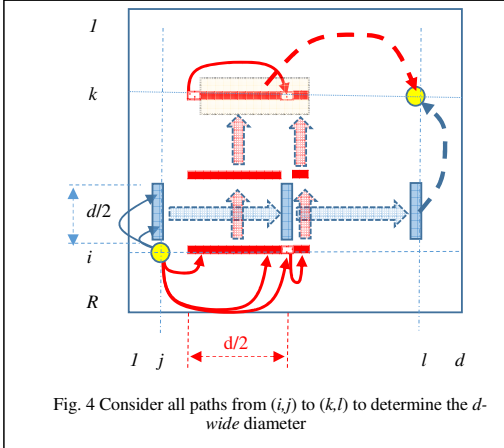 1
k
d/2
i
R
d/2
1 j l d
Fig. 4 Consider all paths from (i,j) to (k,l) to determine the d-
wide diameter